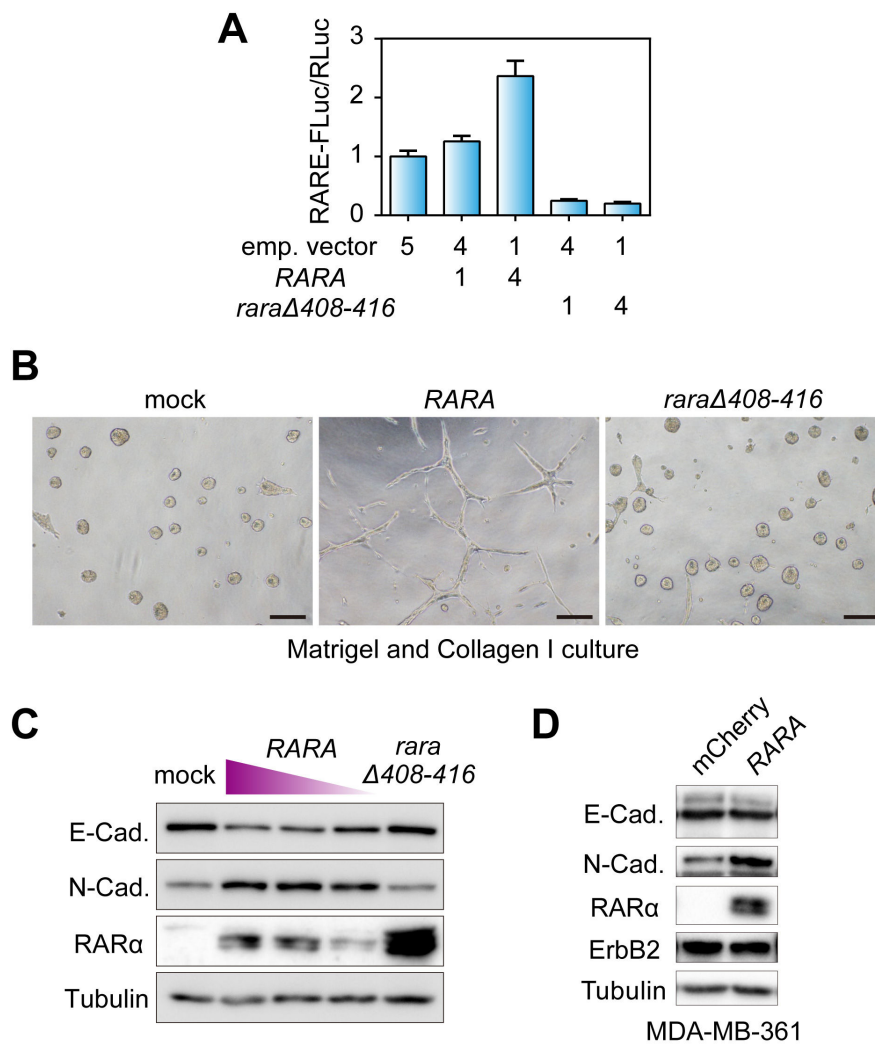 A
RARE-FLuc/RLuc
3
2
1
0
emp. vector 5 4 1 4 1
RARA 1 4
raraΔ408-416 1 4
B
mock RARA raraΔ408-416
Matrigel and Collagen I culture
C
mock RARA rara
Δ408-416
E-Cad.
N-Cad.
RARα
Tubulin
D
mCherry RARA
E-Cad.
N-Cad.
RARα
ErbB2
Tubulin
MDA-MB-361